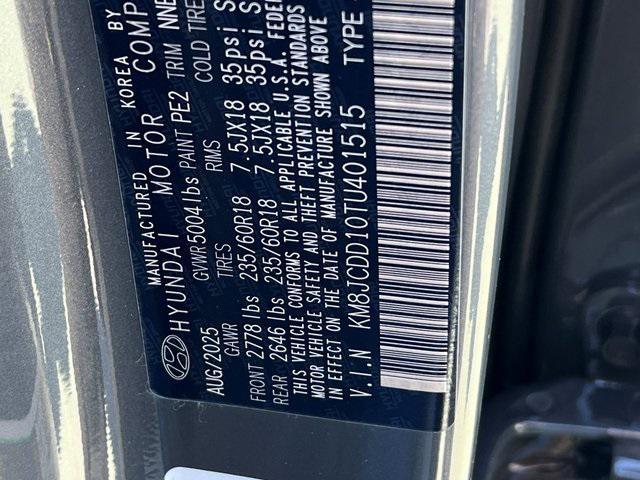 MANUFACTURED IN KOREA BY
HYUNDAI MOTOR COMP
AUG/2025 GVWR 5004 lbs PAINT PE2 TRIM NNB
GAWR TIRES RIMS COLD TIRE
FRONT 2778 lbs 235/60R18 7.5JX18 35psi S
REAR 2646 lbs 235/60R18 7.5JX18 35psi S
THIS VEHICLE CONFORMS TO ALL APPLICABLE U.S.A. FEDER
MOTOR VEHICLE SAFETY AND THEFT PREVENTION STANDARDS
IN EFFECT ON THE DATE OF MANUFACTURE SHOWN ABOVE
V.I.N KM8JCDD10TU401515 TYPE